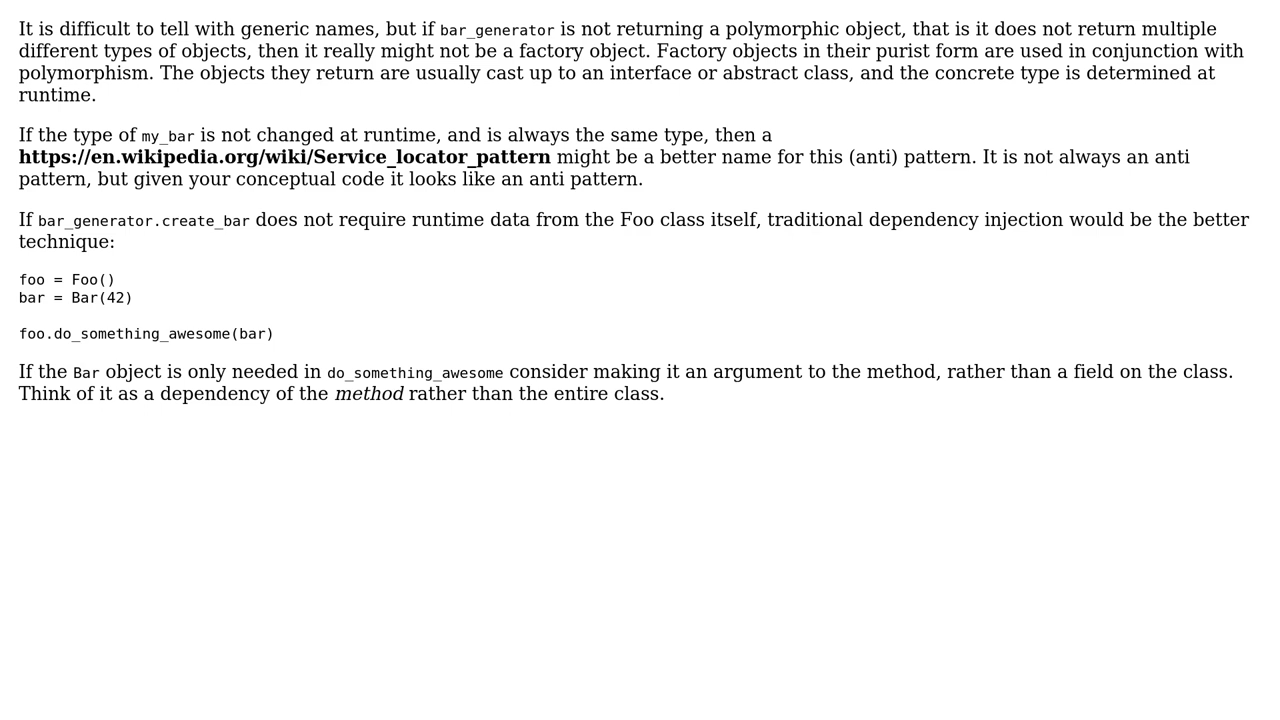 It is difficult to tell with generic names, but if bar_generator is not returning a polymorphic object, that is it does not return multiple
different types of objects, then it really might not be a factory object. Factory objects in their purist form are used in conjunction with
polymorphism. The objects they return are usually cast up to an interface or abstract class, and the concrete type is determined at
runtime.
If the type of my_bar is not changed at runtime, and is always the same type, then a
https://en.wikipedia.org/wiki/Service_locator_pattern might be a better name for this (anti) pattern. It is not always an anti
pattern, but given your conceptual code it looks like an anti pattern.
If bar_generator.create_bar does not require runtime data from the Foo class itself, traditional dependency injection would be the better
technique:
foo = Foo()
bar = Bar(42)
foo.do_something_awesome(bar)
If the Bar object is only needed in do_something_awesome consider making it an argument to the method, rather than a field on the class.
Think of it as a dependency of the method rather than the entire class.